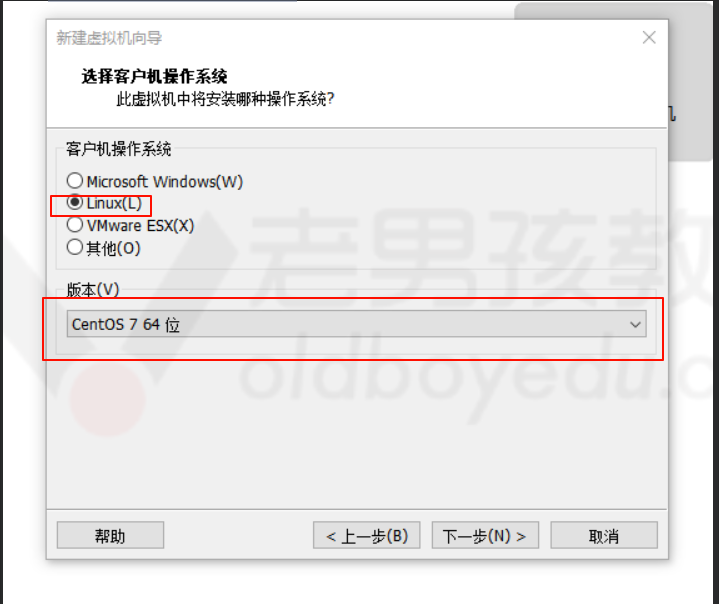 新建虚拟机向导
选择客户机操作系统
此虚拟机中将安装哪种操作系统?
客户机操作系统
Microsoft Windows(W)
Linux(L)
VMware ESX(X)
其他(O)
版本(V)
CentOS 7 64 位
老男孩教
oldboyedu.c
帮助
< 上一步(B)
下一步(N) >
取消